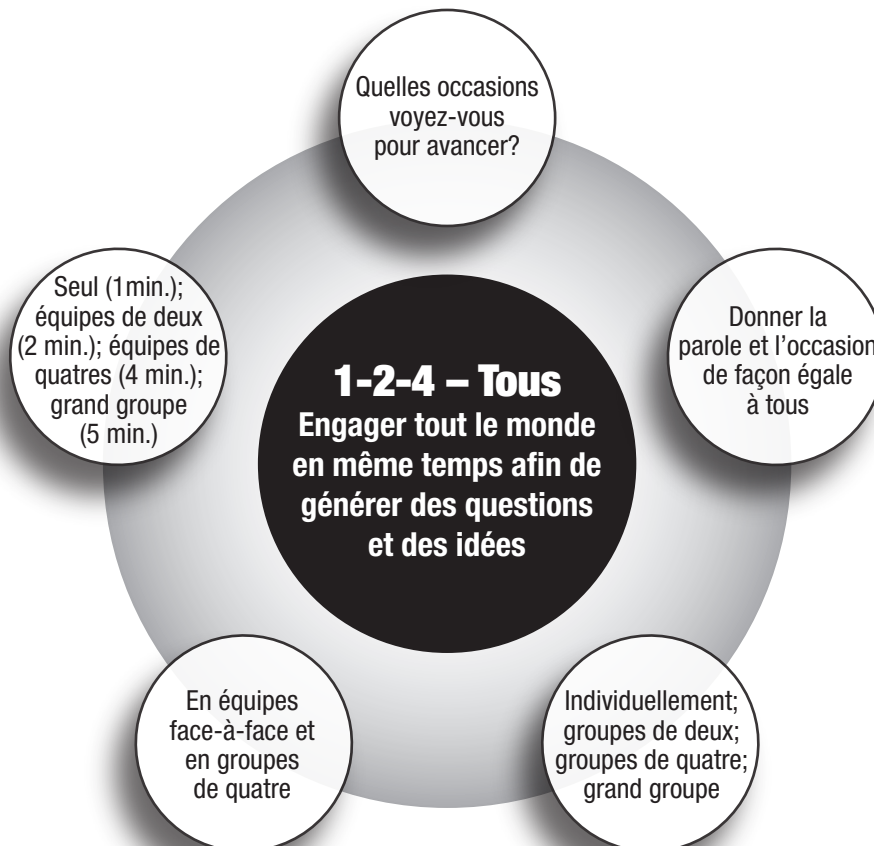 Quelles occasions
voyez-vous
pour avancer?
Seul (1min.);
équipes de deux
(2 min.); équipes de
quatres (4 min.);
grand groupe
(5 min.)
Donner la
parole et l'occasion
de façon égale
à tous
1-2-4 – Tous
Engager tout le monde
en même temps afin de
générer des questions
et des idées
En équipes
face-à-face et
en groupes
de quatre
Individuellement;
groupes de deux;
groupes de quatre;
grand groupe